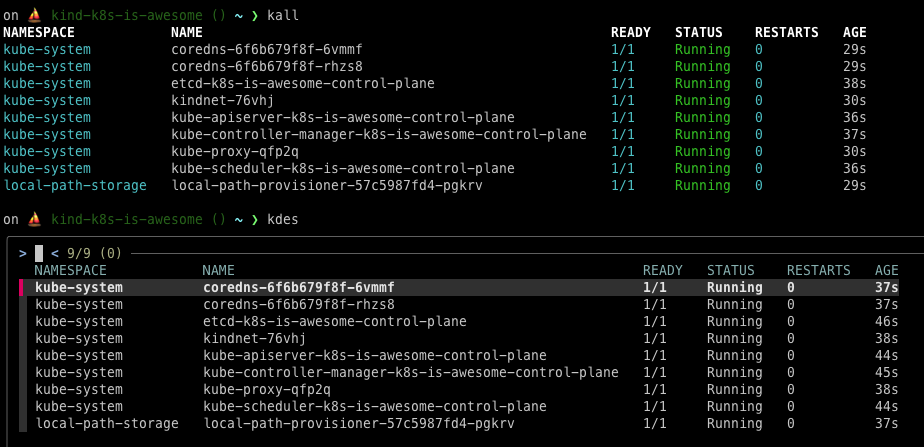 on kind-k8s-is-awesome () ~ ❯ kall
NAMESPACE NAME READY STATUS RESTARTS AGE
kube-system coredns-6f6b679f8f-6vmmf 1/1 Running 0 29s
kube-system coredns-6f6b679f8f-rhzs8 1/1 Running 0 29s
kube-system etcd-k8s-is-awesome-control-plane 1/1 Running 0 38s
kube-system kindnet-76vhj 1/1 Running 0 30s
kube-system kube-apiserver-k8s-is-awesome-control-plane 1/1 Running 0 36s
kube-system kube-controller-manager-k8s-is-awesome-control-plane 1/1 Running 0 37s
kube-system kube-proxy-qfp2q 1/1 Running 0 30s
kube-system kube-scheduler-k8s-is-awesome-control-plane 1/1 Running 0 36s
local-path-storage local-path-provisioner-57c5987fd4-pgkrv 1/1 Running 0 29s
on kind-k8s-is-awesome () ~ ❯ kdes
> < 9/9 (0)
NAMESPACE NAME READY STATUS RESTARTS AGE
kube-system coredns-6f6b679f8f-6vmmf 1/1 Running 0 37s
kube-system coredns-6f6b679f8f-rhzs8 1/1 Running 0 37s
kube-system etcd-k8s-is-awesome-control-plane 1/1 Running 0 46s
kube-system kindnet-76vhj 1/1 Running 0 38s
kube-system kube-apiserver-k8s-is-awesome-control-plane 1/1 Running 0 44s
kube-system kube-controller-manager-k8s-is-awesome-control-plane 1/1 Running 0 45s
kube-system kube-proxy-qfp2q 1/1 Running 0 38s
kube-system kube-scheduler-k8s-is-awesome-control-plane 1/1 Running 0 44s
local-path-storage local-path-provisioner-57c5987fd4-pgkrv 1/1 Running 0 37s